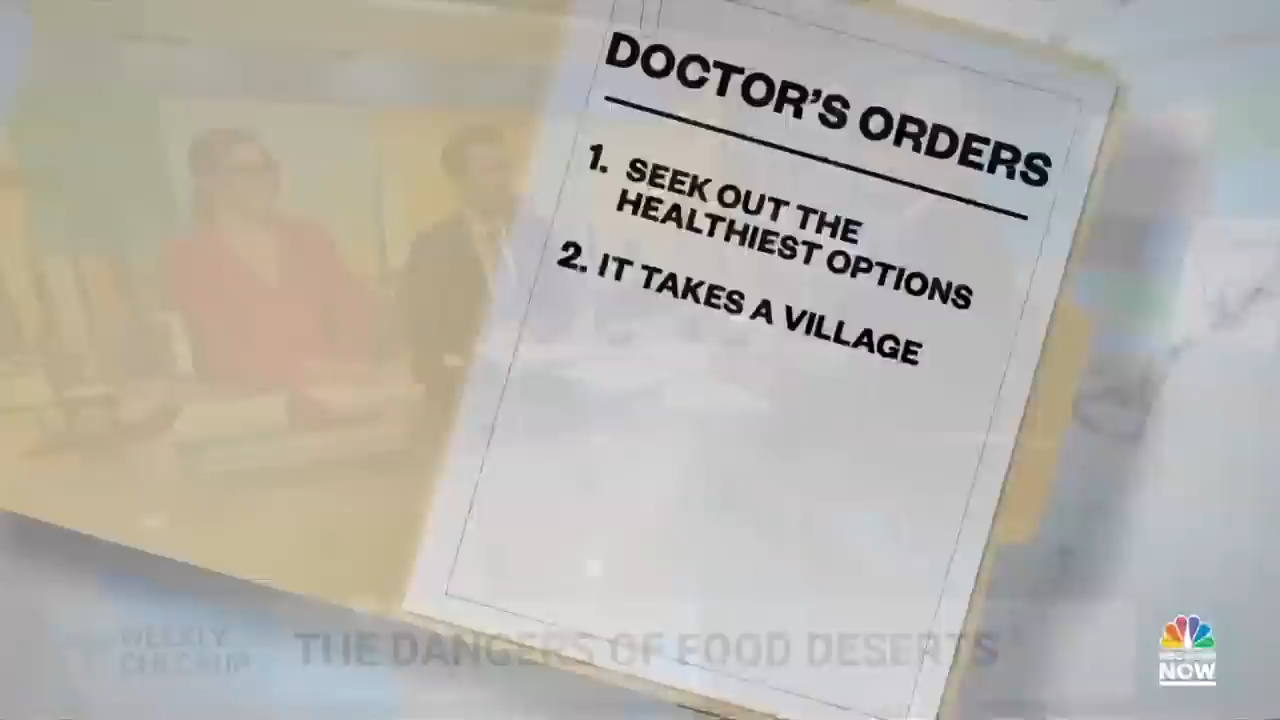 DOCTOR'S ORDERS
1. SEEK OUT THE
HEALTHIEST OPTIONS
2. IT TAKES A VILLAGE
WEEKLY
CHECKUP
THE DANGERS OF FOOD DESERTS
NOW